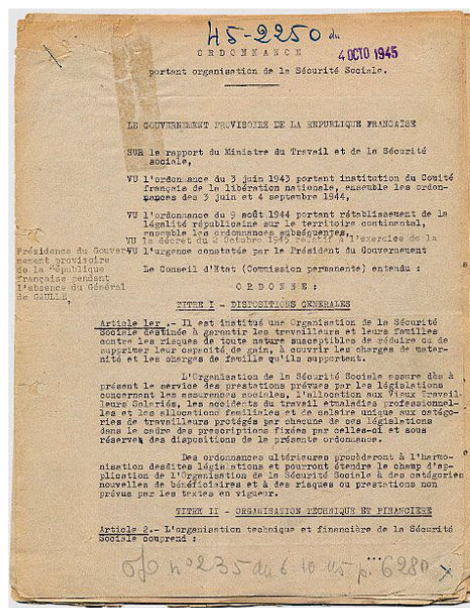 45-2250 du
ORDONNANCE
4 OCTO 1945
portant organisation de la Sécurité Sociale.
LE GOUVERNEMENT PROVISOIRE DE LA REPUBLIQUE FRANCAISE
SUR le rapport du Ministre du Travail et de la Sécurité
sociale,
VU l'ordonnance du 3 juin 1943 portant institution du Comité
français de la libération nationale, ensemble les ordon-
nances des 3 juin et 4 septembre 1944,
VU l'ordonnance du 9 août 1944 portant rétablissement de la
légalité républicaine sur le territoire continental,
ensemble les ordonnances subséquentes,
VU le décret du 2 Octobre 1945 relatif à l'exercice de la
Présidence du Gouver-
nement provisoire
de la République
française pendant
l'absence du Général
de GAULLE,
VU l'urgence constatée par le Président du Gouvernement
Le Conseil d'Etat (Commission permanente) entendu :
ORDONNE :
TITRE I - DISPOSITIONS GENERALES
Article 1er.- Il est institué une Organisation de la Sécurité
Sociale destinée à garantir les travailleurs et leurs familles
contre les risques de toute nature susceptibles de réduire ou de
supprimer leur capacité de gain, à couvrir les charges de mater-
nité et les charges de famille qu'ils supportent.
L'Organisation de la Sécurité Sociale assure dès à
présent le service des prestations prévues par les législations
concernant les assurances sociales, l'allocation aux Vieux Travail-
leurs Salariés, les accidents du travail etmaladies professionnel-
les et les allocations familiales et de salaire unique aux catégo-
ries de travailleurs protégés par chacune de ces législations
dans le cadre des prescriptions fixées par celles-ci et sous
réserves des dispositions de la présente ordonnance.
Des ordonnances ultérieures procèderont à l'harmo-
nisation desdites législations et pourront étendre le champ d'ap-
plication de l'Organisation de la Sécurité Sociale à des catégories
nouvelles de bénéficiaires et à des risques ou prestations non
prévus par les textes en vigueur.
TITRE II - ORGANISATION TECHNIQUE ET FINANCIERE
Article 2.- L'organisation technique et financière de la Sécurité
Sociale comprend :
...
n° 235 du 6 10 45 p. 6280